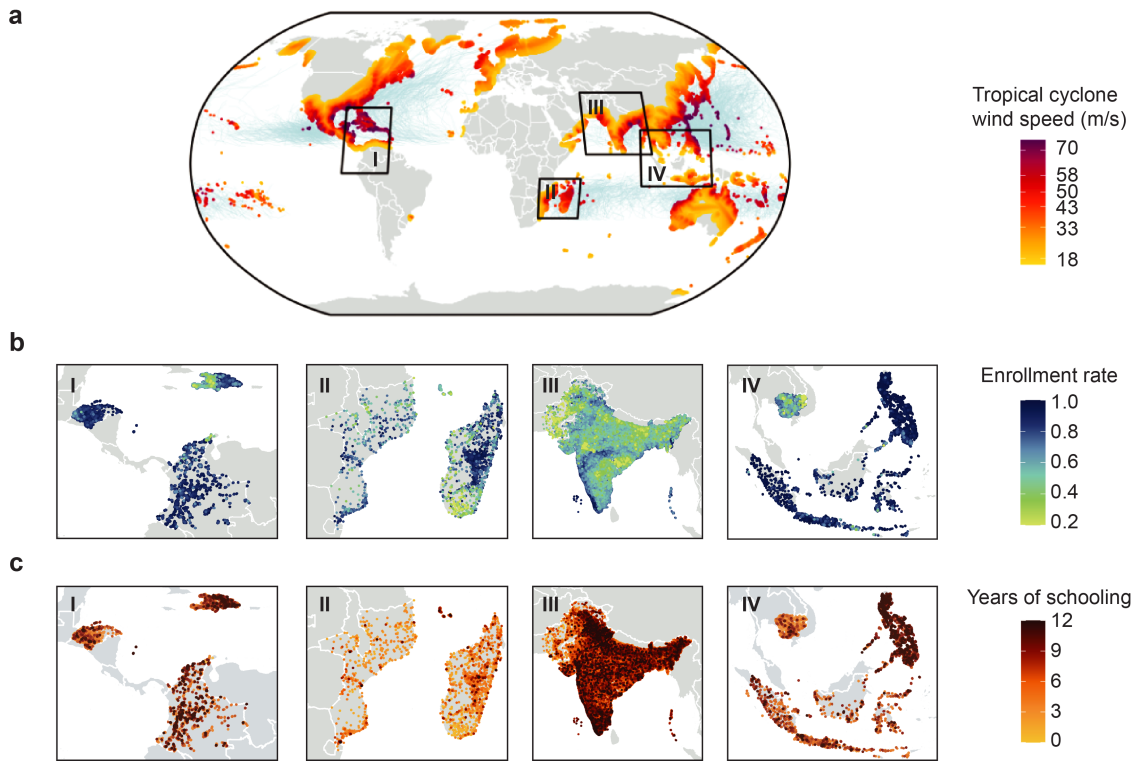 a
Tropical cyclone
wind speed (m/s)
70
58
50
43
33
18
I
II
III
IV
b
I
II
III
IV
Enrollment rate
1.0
0.8
0.6
0.4
0.2
c
I
II
III
IV
Years of schooling
12
9
6
3
0